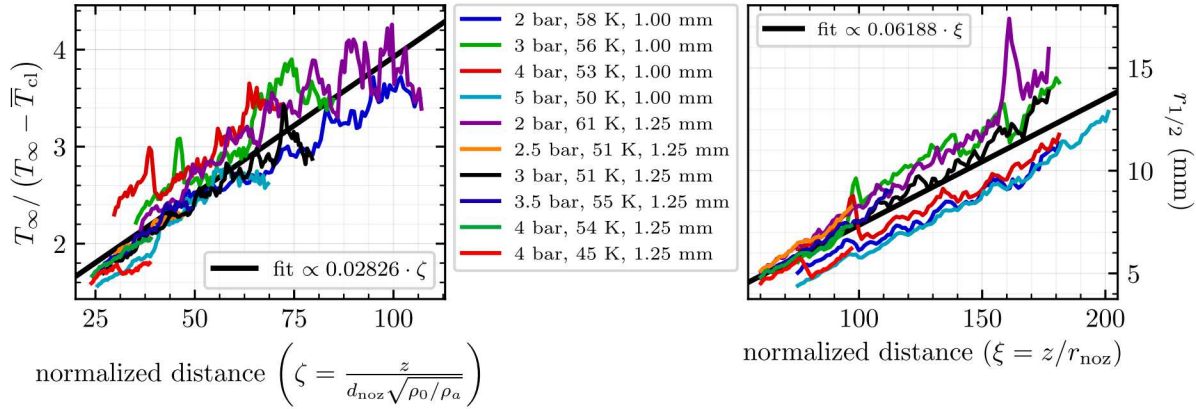 T∞/ (T∞ − T̅cl)
4
3
2
25
50
75
100
fit ∝ 0.02826 · ζ
normalized distance (ζ = z / dnoz√ρ0/ρa)
2 bar, 58 K, 1.00 mm
3 bar, 56 K, 1.00 mm
4 bar, 53 K, 1.00 mm
5 bar, 50 K, 1.00 mm
2 bar, 61 K, 1.25 mm
2.5 bar, 51 K, 1.25 mm
3 bar, 51 K, 1.25 mm
3.5 bar, 55 K, 1.25 mm
4 bar, 54 K, 1.25 mm
4 bar, 45 K, 1.25 mm
fit ∝ 0.06188 · ξ
15
10
5
r1/2 (mm)
100
150
200
normalized distance (ξ = z/rnoz)